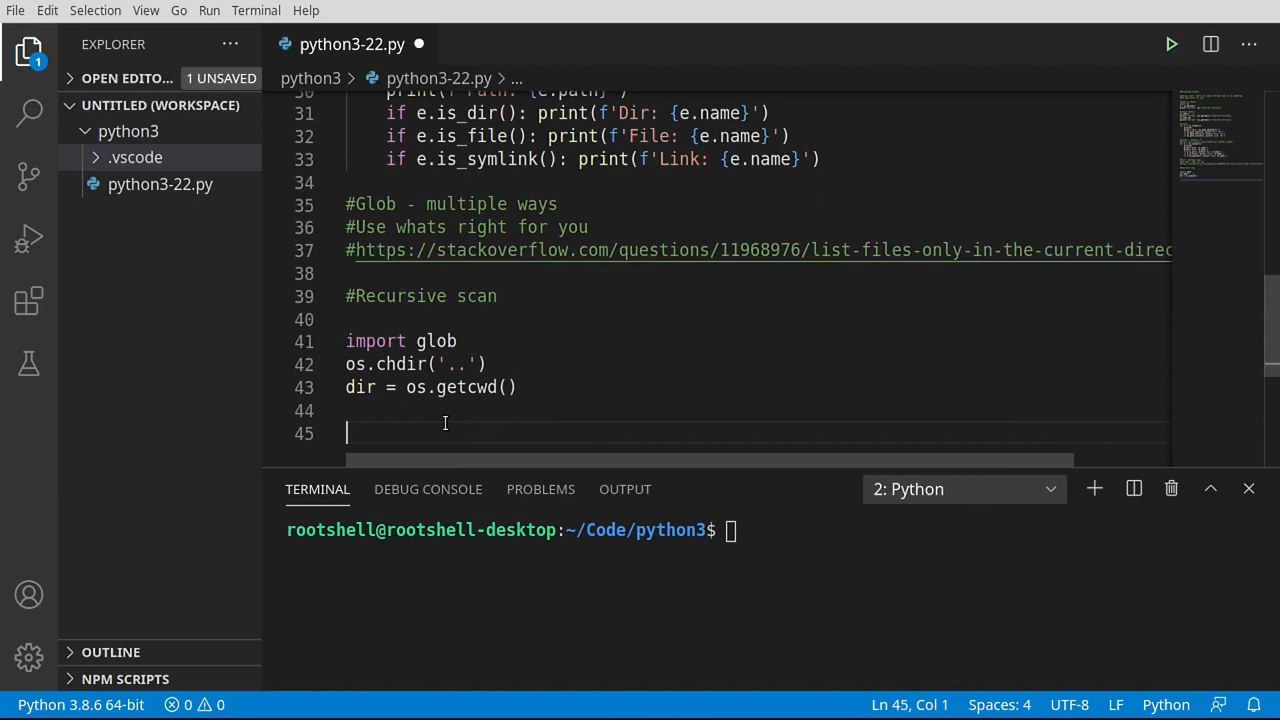 File Edit Selection View Go Run Terminal Help
EXPLORER ...
python3-22.py
1
OPEN EDITO... 1 UNSAVED
python3 > python3-22.py > ...
UNTITLED (WORKSPACE)
python3
.vscode
python3-22.py
30 print(f'Path: {e.path}')
31 if e.is_dir(): print(f'Dir: {e.name}')
32 if e.is_file(): print(f'File: {e.name}')
33 if e.is_symlink(): print(f'Link: {e.name}')
34
35 #Glob - multiple ways
36 #Use whats right for you
37 #https://stackoverflow.com/questions/11968976/list-files-only-in-the-current-direc
38
39 #Recursive scan
40
41 import glob
42 os.chdir('..')
43 dir = os.getcwd()
44
45
TERMINAL DEBUG CONSOLE PROBLEMS OUTPUT 2: Python
rootshell@rootshell-desktop:~/Code/python3$
OUTLINE
NPM SCRIPTS
Python 3.8.6 64-bit 0 0 Ln 45, Col 1 Spaces: 4 UTF-8 LF Python